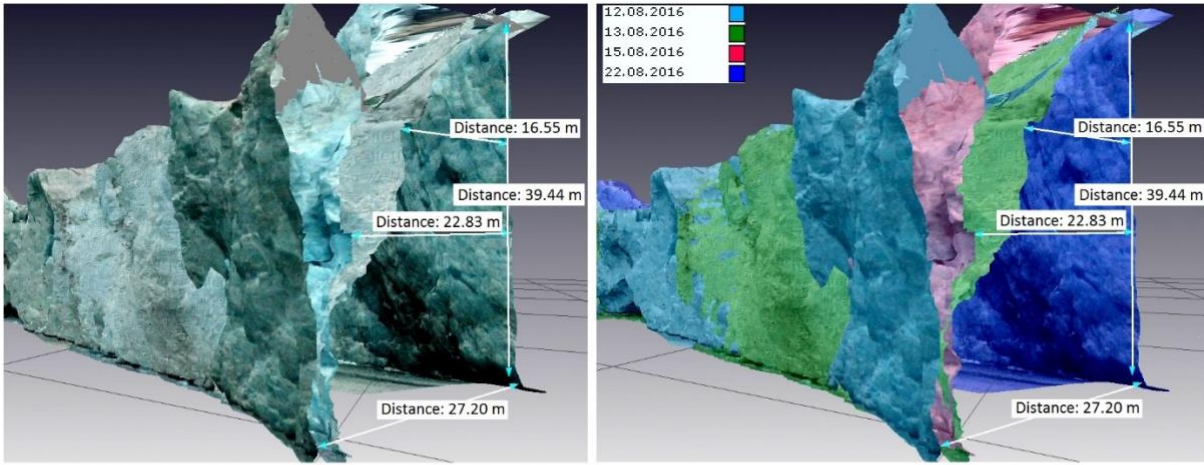 Distance: 16.55 m
Distance: 39.44 m
Distance: 22.83 m
Distance: 27.20 m
12.08.2016
13.08.2016
15.08.2016
22.08.2016
Distance: 16.55 m
Distance: 39.44 m
Distance: 22.83 m
Distance: 27.20 m